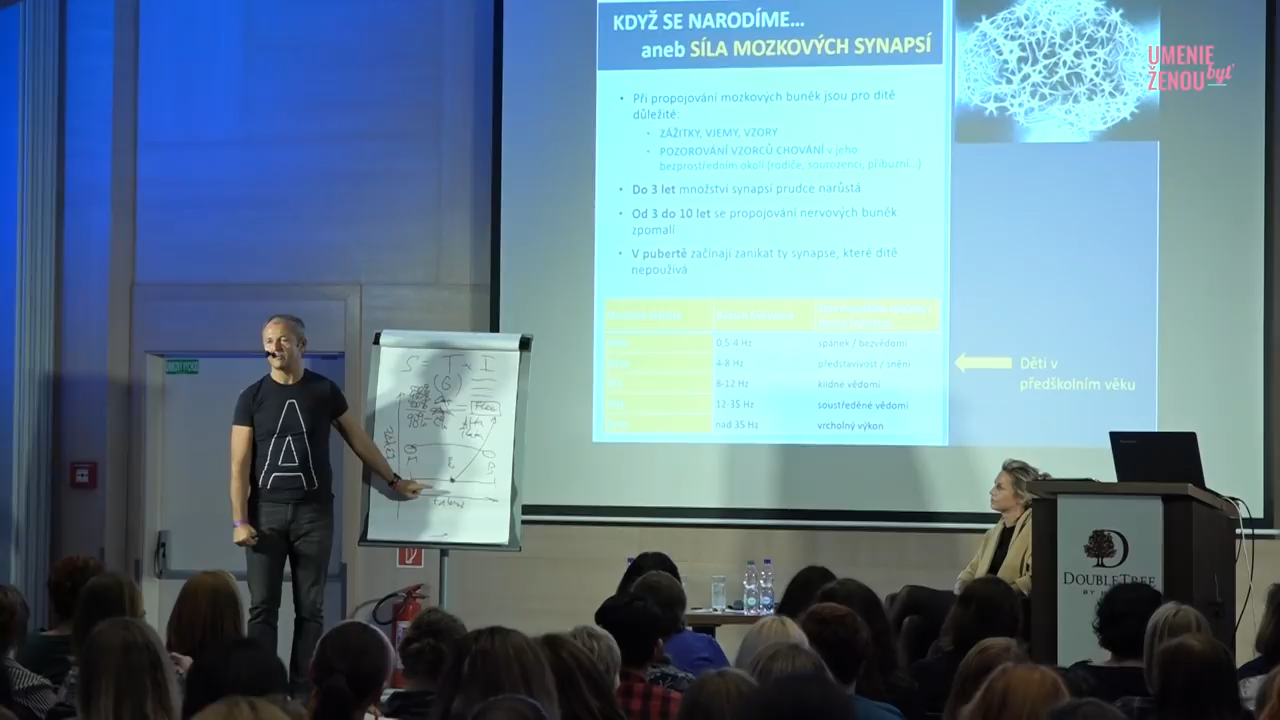 KDYŽ SE NARODÍME...
aneb SÍLA MOZKOVÝCH SYNAPSÍ
UMENIE
byť
ŽENOU
• Při propojování mozkových buněk jsou pro dítě
důležité:
• ZÁŽITKY, VJEMY, VZORY
• POZOROVÁNÍ VZORCŮ CHOVÁNÍ v jeho
bezprostředním okolí (rodiče, sourozenci, příbuzní...)
• Do 3 let množství synapsí prudce narůstá
• Od 3 do 10 let se propojování nervových buněk
zpomalí
• V pubertě začínají zanikat ty synapse, které dítě
nepoužívá
0,5-4 Hz spánek / bezvědomí
4-8 Hz představivost / snění
8-12 Hz klidné vědomí
12-35 Hz soustředěné vědomí
nad 35 Hz vrcholný výkon
Děti v
předškolním věku
S = T x I
(G)
A
D
DOUBLETREE